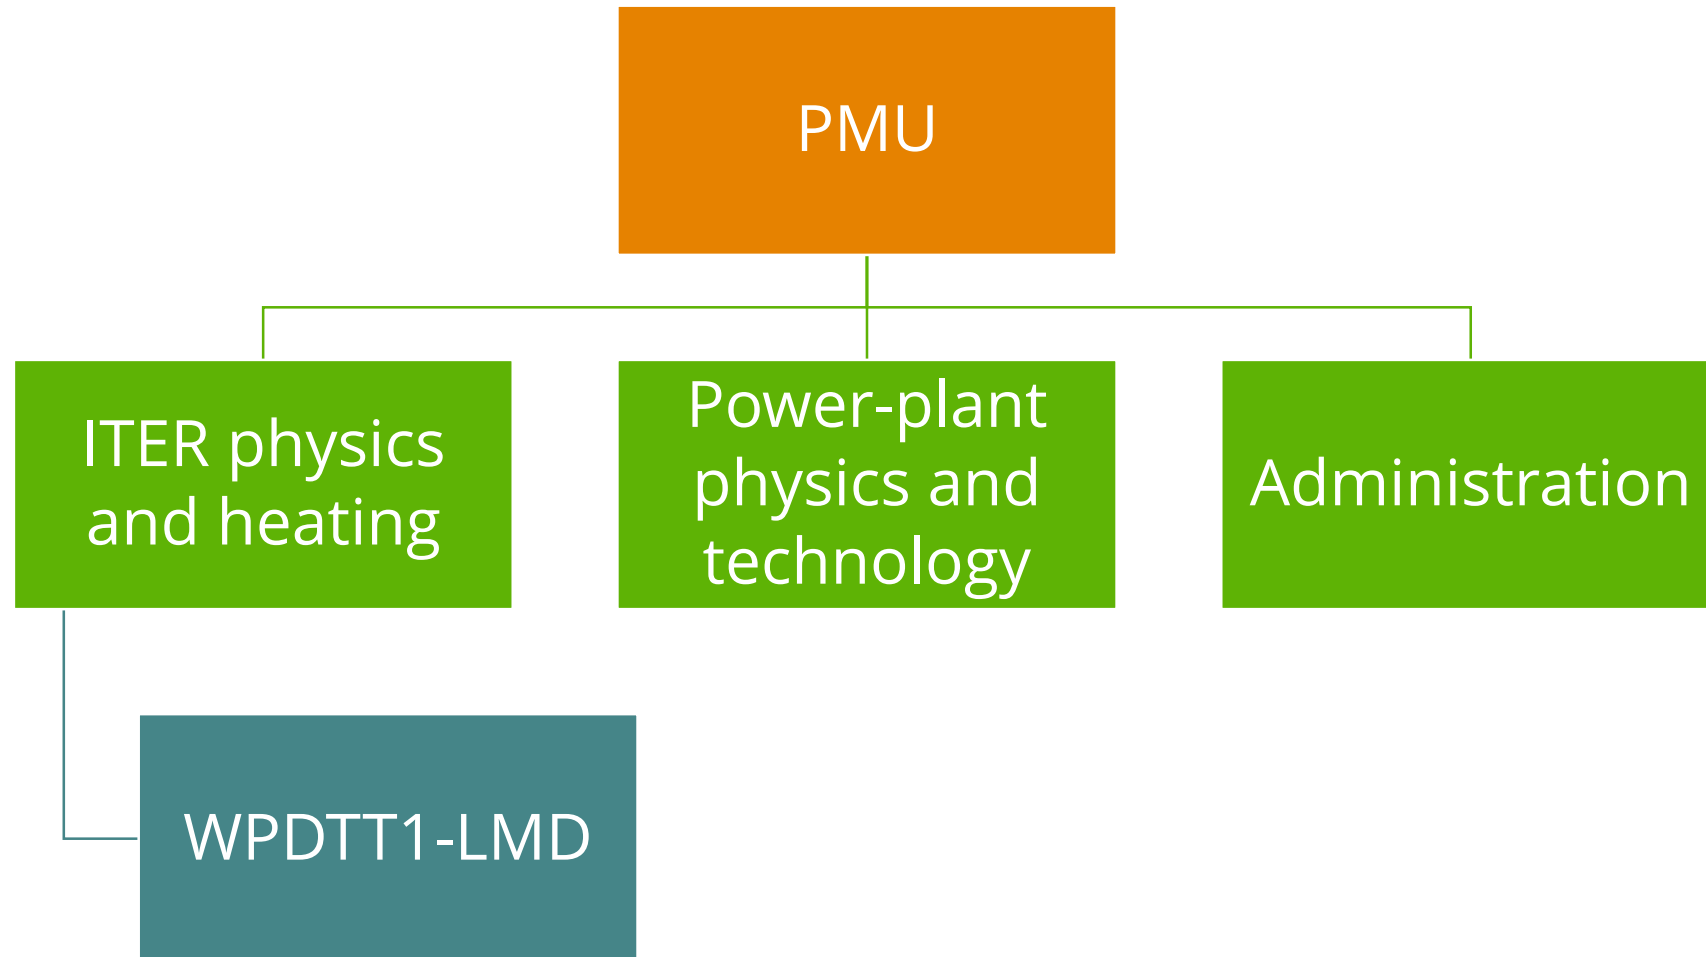 PMU
ITER physics
and heating
Power-plant
physics and
technology
Administration
WPDTT1-LMD